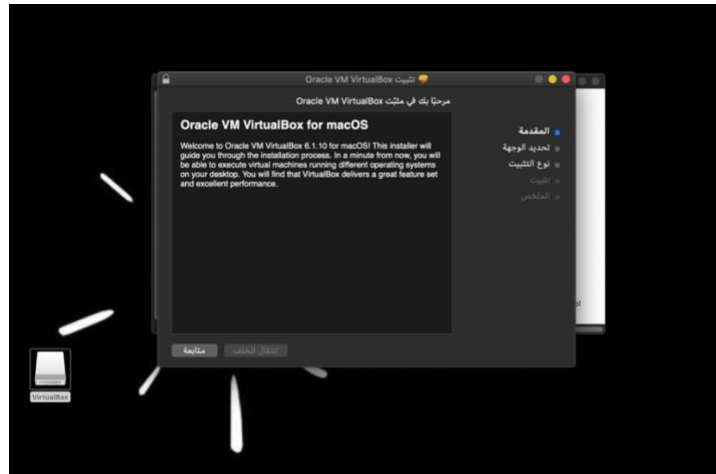 تثبيت Oracle VM VirtualBox
مرحبًا بك في مثبّت Oracle VM VirtualBox
Oracle VM VirtualBox for macOS
Welcome to Oracle VM VirtualBox 6.1.10 for macOS! This installer will
guide you through the installation process. In a minute from now, you will
be able to execute virtual machines running different operating systems
on your desktop. You will find that VirtualBox delivers a great feature set
and excellent performance.
المقدمة
تحديد الوجهة
نوع التثبيت
تثبيت
الملخص
متابعة
انتقال للخلف
VirtualBox